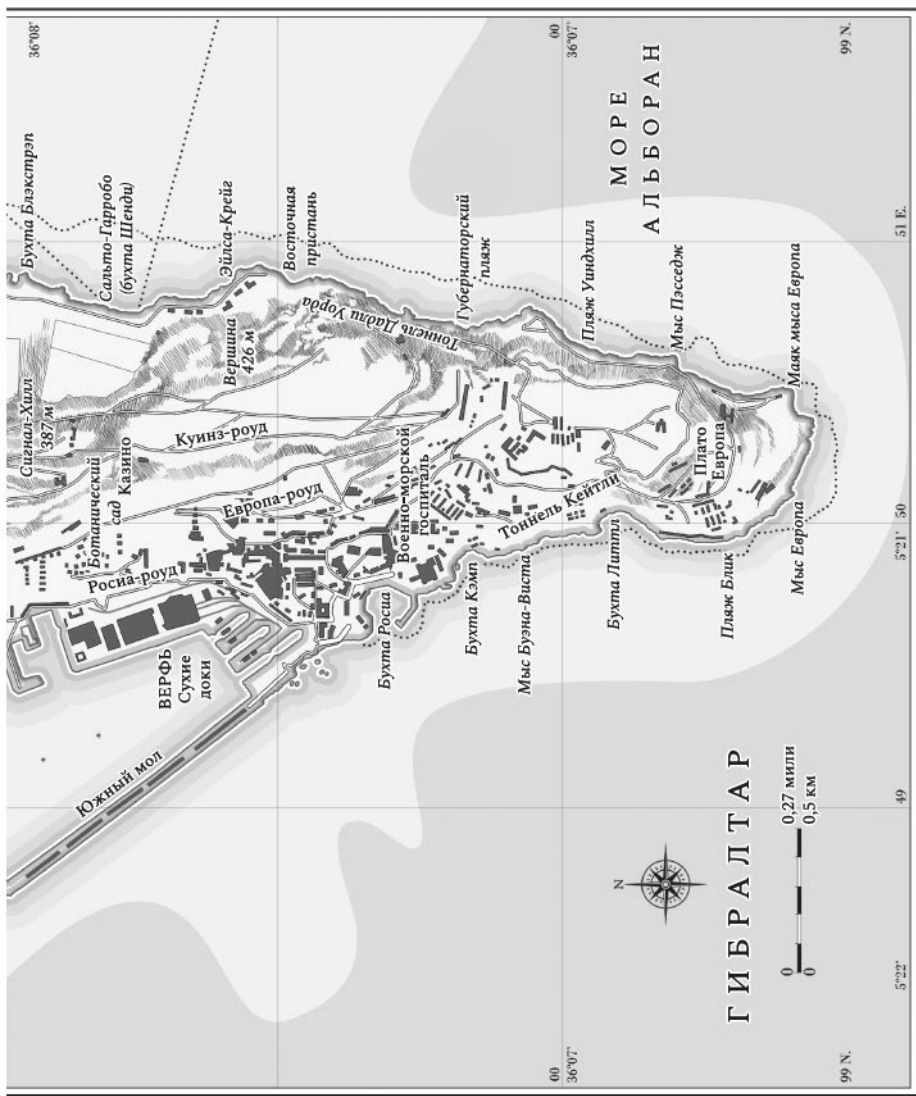 36°08'
00
36°07'
99 N.
Бухта Блэкстрэп
Сальто-Гарробо
(бухта Шенди)
Эйлса-Крейг
Восточная
пристань
Губернаторский
пляж
Пляж Уиндхилл
Мыс Пэсседж
Маяк мыса Европа
МОРЕ
АЛЬБОРАН
51 E.
Сигнал-Хилл
387 м
Вершина
426 м
Тоннель Дадли Уорда
Ботанический
сад
Казино
Куинз-роуд
Европа-роуд
Росиа-роуд
Военно-морской
госпиталь
Тоннель Кейтли
Плато
Европа
50
5°21'
ВЕРФЬ
Сухие
доки
Бухта Росиа
Бухта Кэмп
Мыс Буэна-Виста
Бухта Литтл
Пляж Блик
Мыс Европа
Южный мол
49
ГИБРАЛТАР
N
0,27 мили
0,5 км
0
0
5°22'
00
36°07'
99 N.